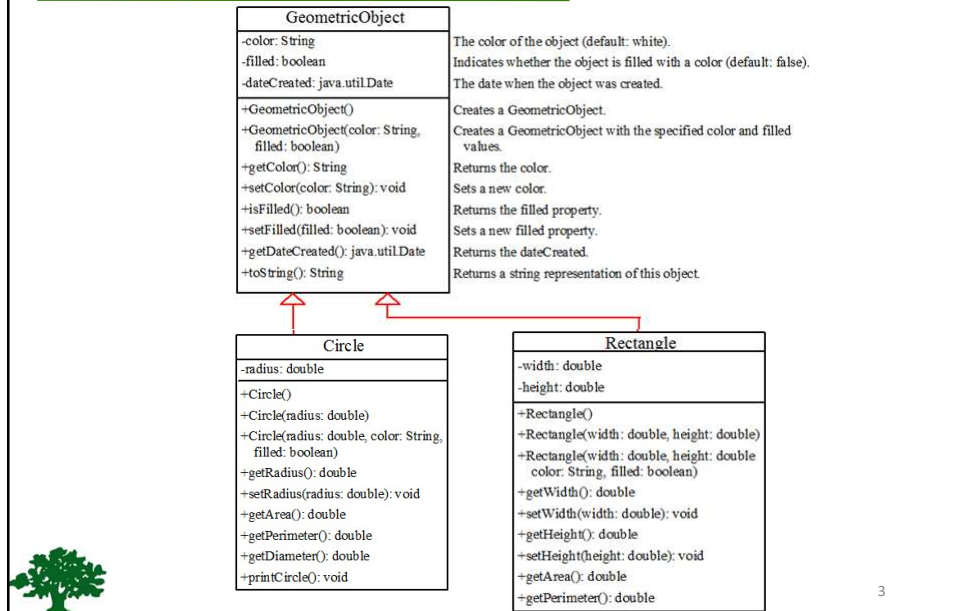 GeometricObject
-color: String
The color of the object (default: white).
-filled: boolean
Indicates whether the object is filled with a color (default: false).
-dateCreated: java.util.Date
The date when the object was created.
+GeometricObject()
Creates a GeometricObject.
+GeometricObject(color: String,
filled: boolean)
Creates a GeometricObject with the specified color and filled
values.
+getColor(): String
Returns the color.
+setColor(color: String): void
Sets a new color.
+isFilled(): boolean
Returns the filled property.
+setFilled(filled: boolean): void
Sets a new filled property.
+getDateCreated(): java.util.Date
Returns the dateCreated.
+toString(): String
Returns a string representation of this object.
Circle
-radius: double
+Circle()
+Circle(radius: double)
+Circle(radius: double, color: String,
filled: boolean)
+getRadius(): double
+setRadius(radius: double): void
+getArea(): double
+getPerimeter(): double
+getDiameter(): double
+printCircle(): void
Rectangle
-width: double
-height: double
+Rectangle()
+Rectangle(width: double, height: double)
+Rectangle(width: double, height: double
color: String, filled: boolean)
+getWidth(): double
+setWidth(width: double): void
+getHeight(): double
+setHeight(height: double): void
+getArea(): double
+getPerimeter(): double
3